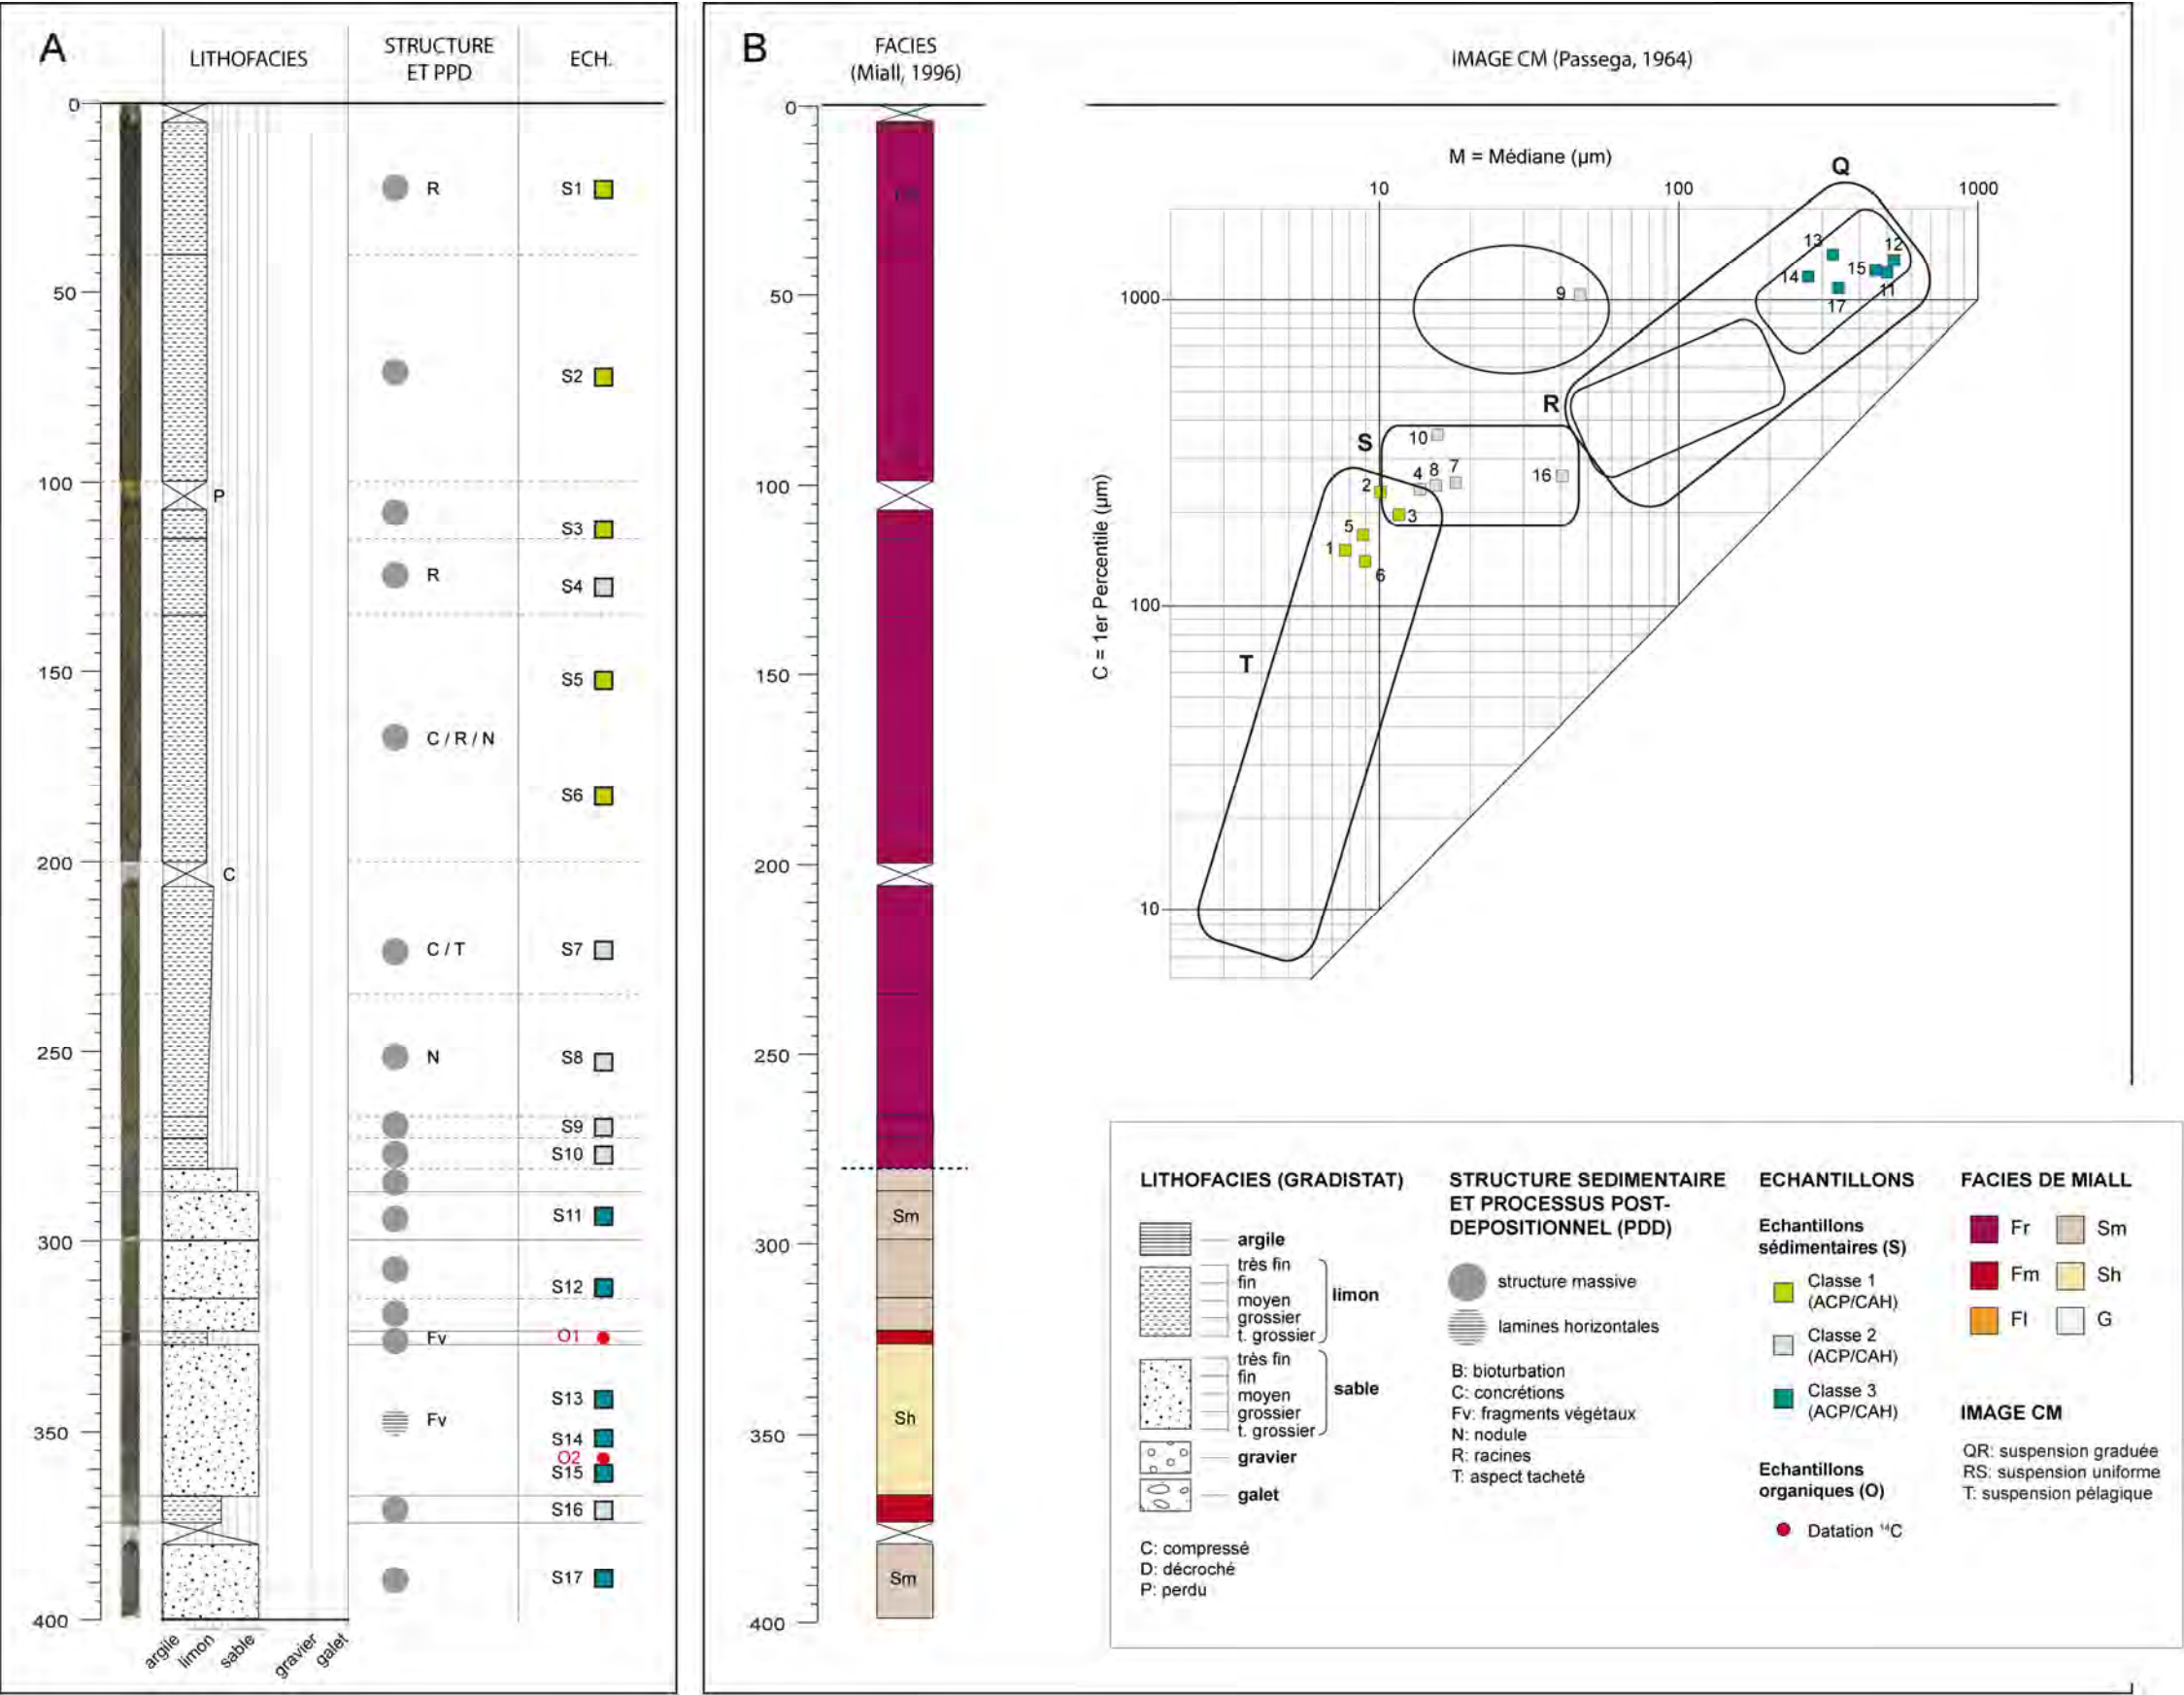 A
LITHOFACIES
STRUCTURE
ET PPD
ECH.
0
50
100
150
200
250
300
350
400
P
C
R
R
C / R / N
C / T
N
Fv
Fv
S1
S2
S3
S4
S5
S6
S7
S8
S9
S10
S11
S12
O1
S13
S14
O2
S15
S16
S17
argile
limon
sable
gravier
galet
B
FACIES
(Miall, 1996)
0
50
100
150
200
250
300
350
400
Sm
Sh
Sm
IMAGE CM (Passega, 1964)
M = Médiane (µm)
10
100
1000
C = 1er Percentile (µm)
1000
100
10
Q
R
S
T
13
12
14
15
11
17
9
10
4
8
7
16
2
3
5
1
6
LITHOFACIES (GRADISTAT)
argile
très fin
fin
moyen
grossier
t. grossier
limon
très fin
fin
moyen
grossier
t. grossier
sable
gravier
galet
C: compressé
D: décroché
P: perdu
STRUCTURE SEDIMENTAIRE
ET PROCESSUS POST-
DEPOSITIONNEL (PDD)
structure massive
lamines horizontales
B: bioturbation
C: concrétions
Fv: fragments végétaux
N: nodule
R: racines
T: aspect tacheté
ECHANTILLONS
Echantillons
sédimentaires (S)
Classe 1
(ACP/CAH)
Classe 2
(ACP/CAH)
Classe 3
(ACP/CAH)
Echantillons
organiques (O)
Datation ¹⁴C
FACIES DE MIALL
Fr
Sm
Fm
Sh
Fl
G
IMAGE CM
QR: suspension graduée
RS: suspension uniforme
T: suspension pélagique